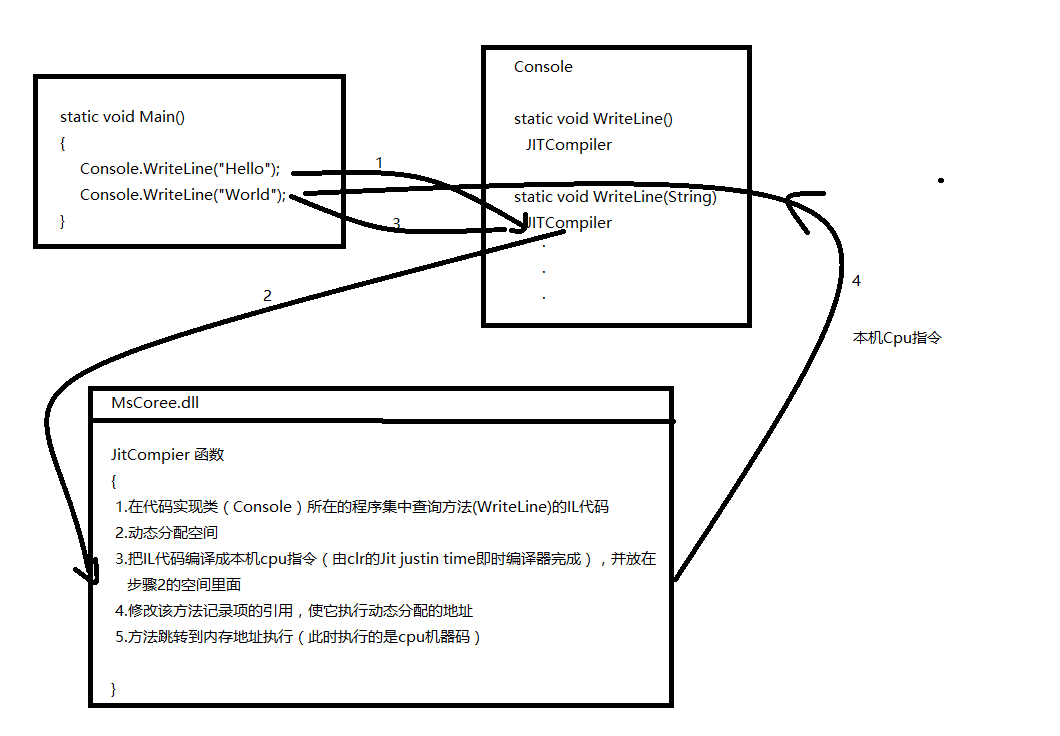 static void Main()
{
Console.WriteLine("Hello");
Console.WriteLine("World");
}
1
3
Console
static void WriteLine()
JITCompiler
static void WriteLine(String)
JITCompiler
.
.
.
2
4
本机Cpu指令
MsCoree.dll
JitCompier 函数
{
1.在代码实现类（Console）所在的程序集中查询方法(WriteLine)的IL代码
2.动态分配空间
3.把IL代码编译成本机cpu指令（由clr的Jit justin time即时编译器完成），并放在
步骤2的空间里面
4.修改该方法记录项的引用，使它执行动态分配的地址
5.方法跳转到内存地址执行（此时执行的是cpu机器码）
}